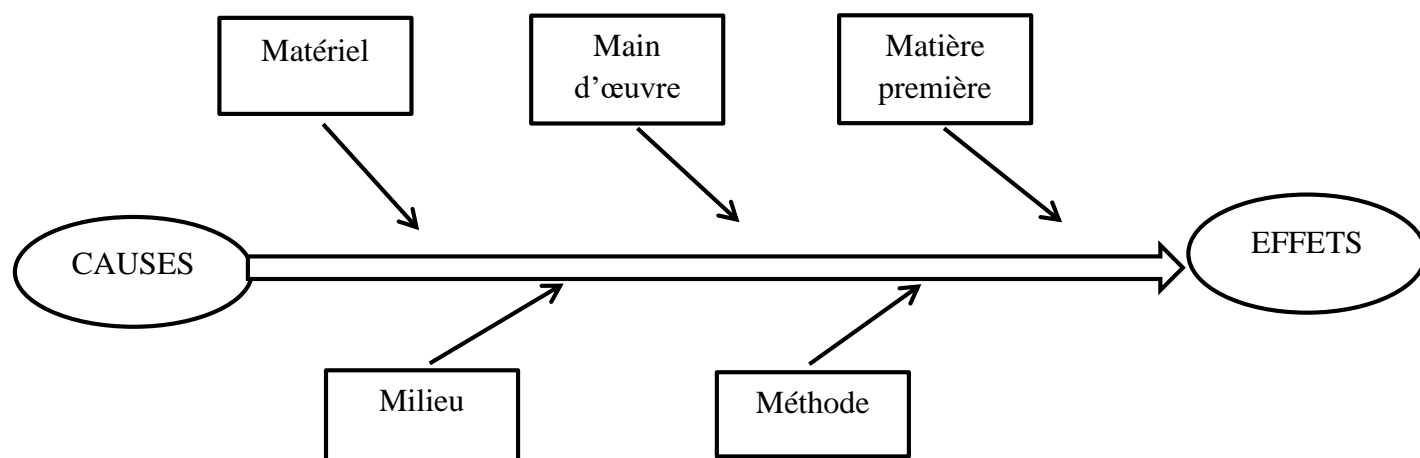 Matériel
Main
d’œuvre
Matière
première
CAUSES
EFFETS
Milieu
Méthode